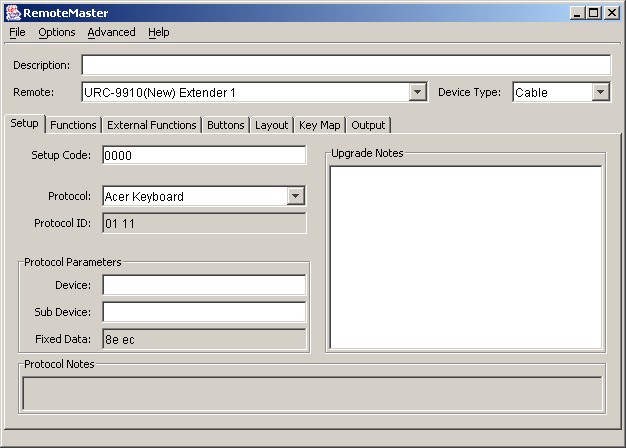 RemoteMaster
File Options Advanced Help
Description:
Remote: URC-9910(New) Extender 1 Device Type: Cable
Setup Functions External Functions Buttons Layout Key Map Output
Setup Code: 0000
Upgrade Notes
Protocol: Acer Keyboard
Protocol ID: 01 11
Protocol Parameters
Device:
Sub Device:
Fixed Data: 8e ec
Protocol Notes